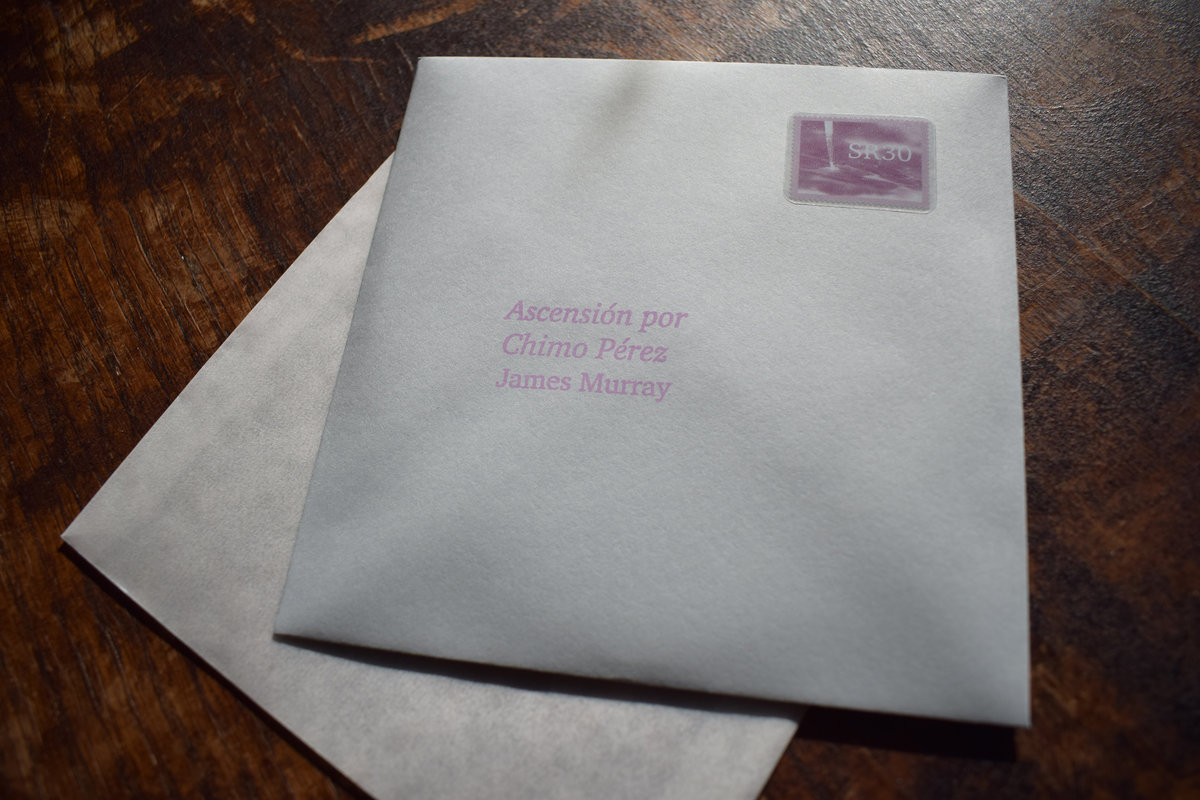 SR30
Ascensión por
Chimo Pérez
James Murray